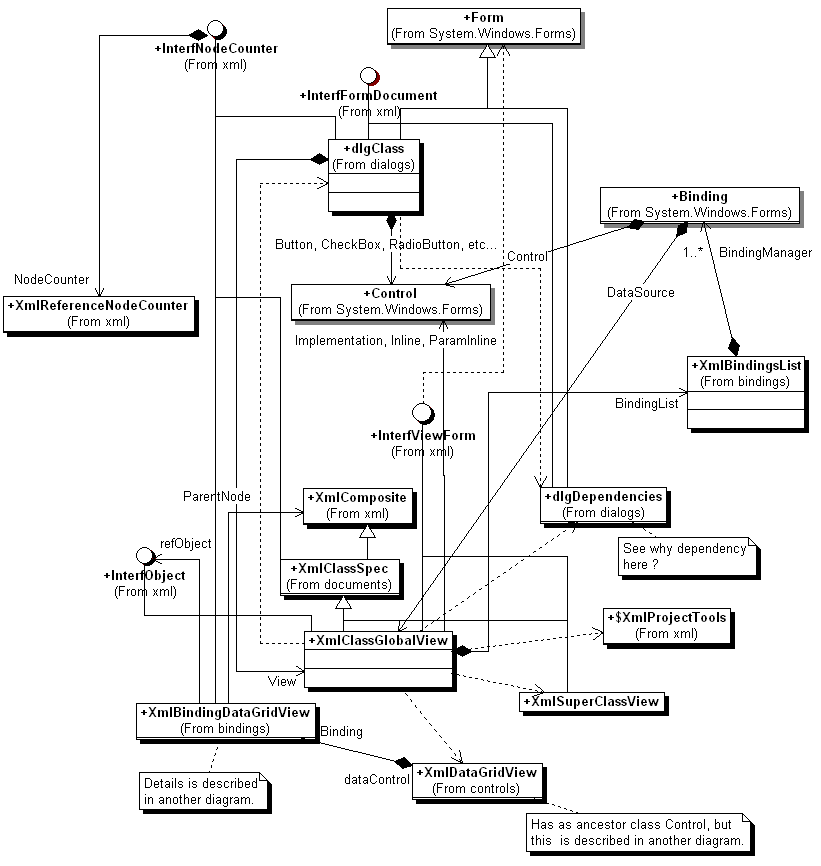 +Form
(From System.Windows.Forms)
+InterfNodeCounter
(From xml)
+InterfFormDocument
(From xml)
+dlgClass
(From dialogs)
+Binding
(From System.Windows.Forms)
Button, CheckBox, RadioButton, etc...
Control
1..*
BindingManager
NodeCounter
+XmlReferenceNodeCounter
(From xml)
+Control
(From System.Windows.Forms)
DataSource
Implementation, Inline, ParamInline
+XmlBindingsList
(From bindings)
BindingList
+InterfViewForm
(From xml)
ParentNode
+XmlComposite
(From xml)
+dlgDependencies
(From dialogs)
refObject
See why dependency
here ?
+InterfObject
(From xml)
+XmlClassSpec
(From documents)
+XmlClassGlobalView
+$XmlProjectTools
(From xml)
View
+XmlSuperClassView
+XmlBindingDataGridView
(From bindings)
Binding
dataControl
+XmlDataGridView
(From controls)
Details is described
in another diagram.
Has as ancestor class Control, but
this is described in another diagram.